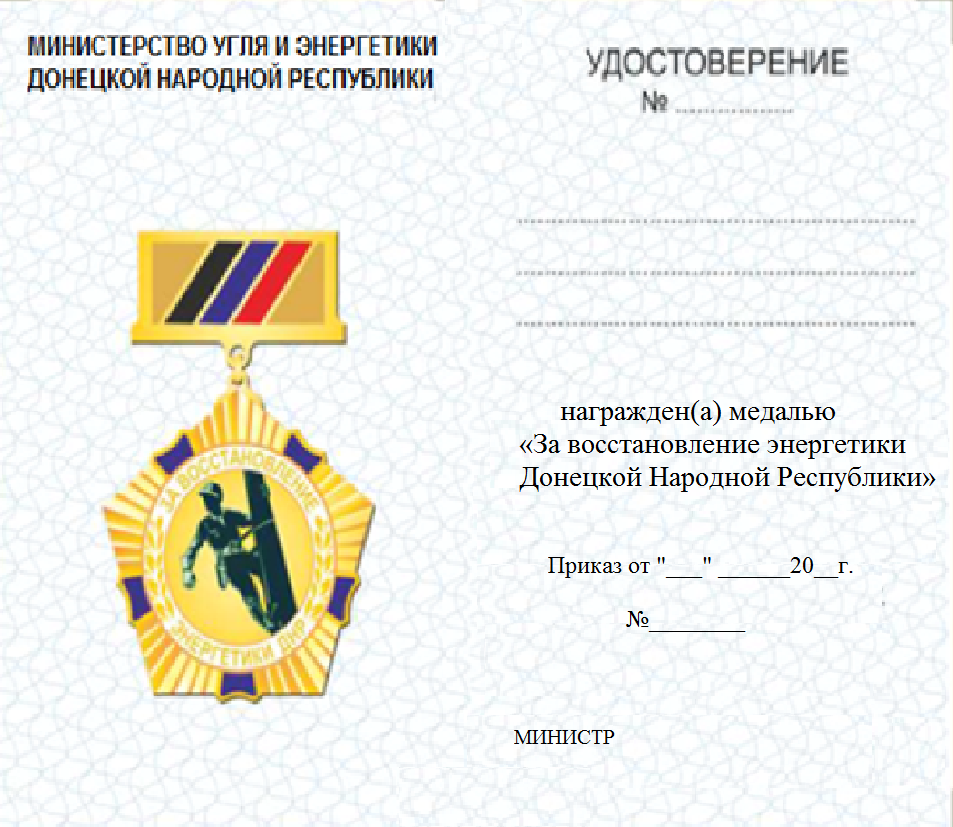 МИНИСТЕРСТВО УГЛЯ И ЭНЕРГЕТИКИ
ДОНЕЦКОЙ НАРОДНОЙ РЕСПУБЛИКИ
ЗА ВОССТАНОВЛЕНИЕ
ЭНЕРГЕТИКИ ДНР
УДОСТОВЕРЕНИЕ
№ ................
награжден(а) медалью
«За восстановление энергетики
Донецкой Народной Республики»
Приказ от "___" ______20__г.
№________
МИНИСТР